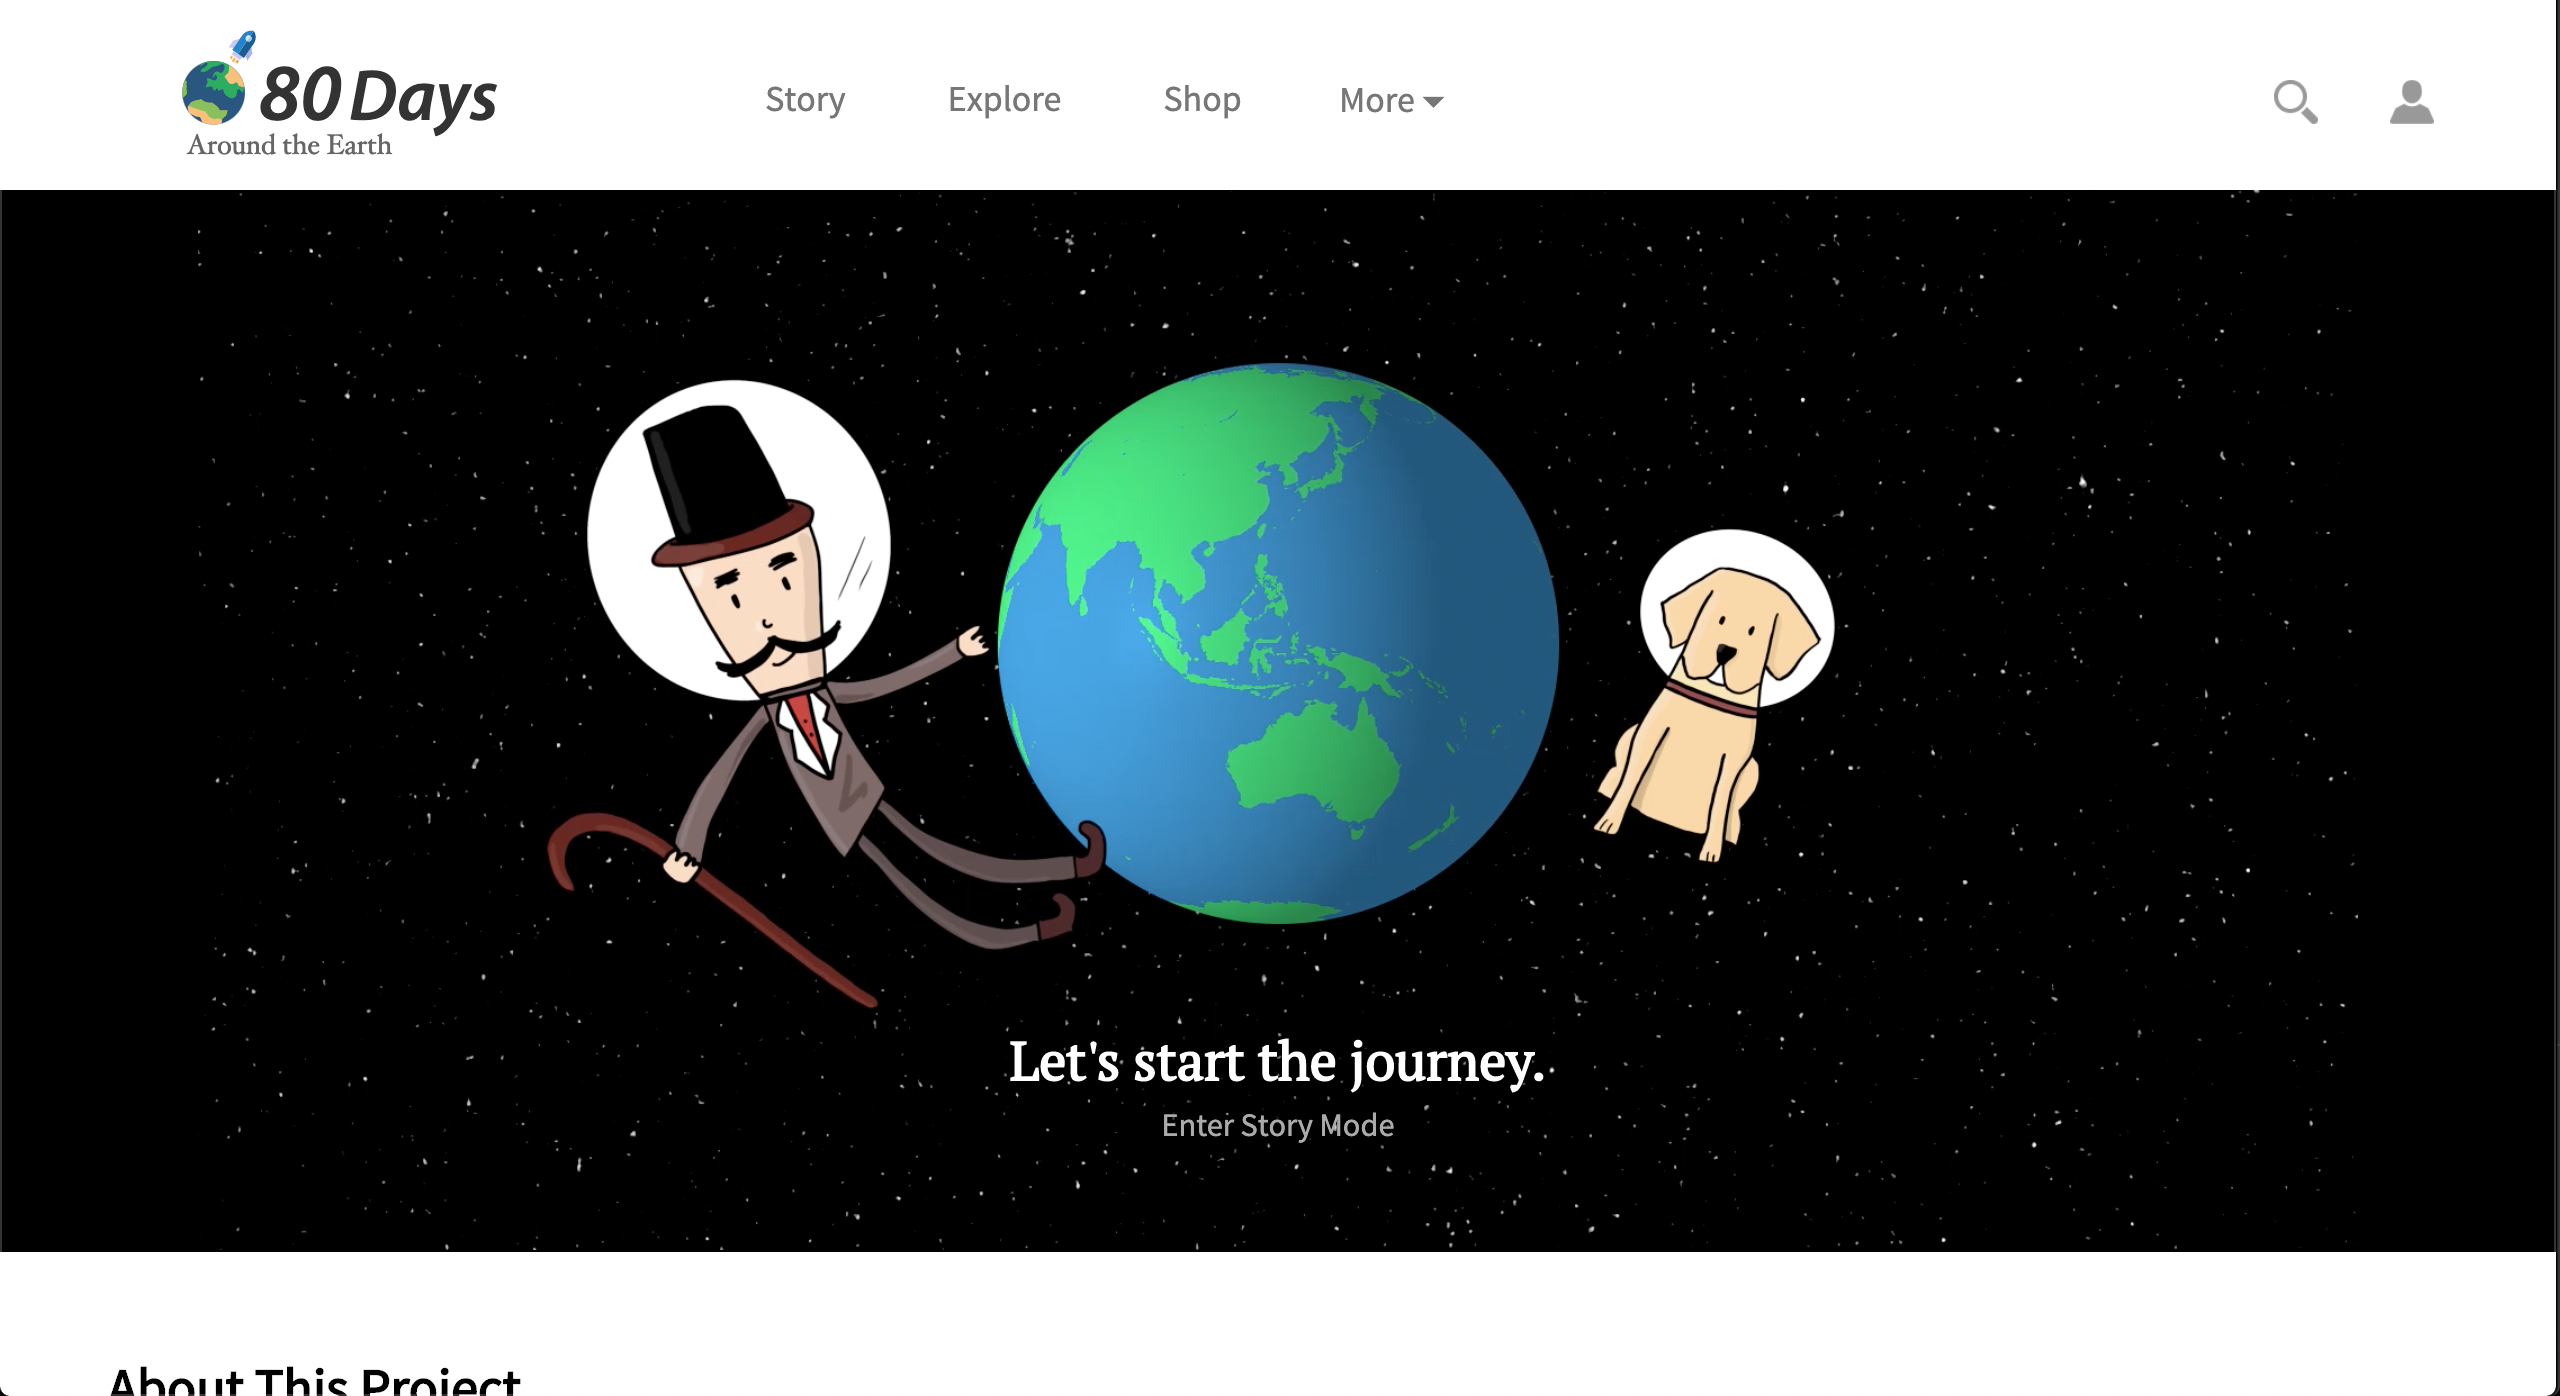 80 Days
Around the Earth
Story
Explore
Shop
More
Let's start the journey.
Enter Story Mode
About This Project